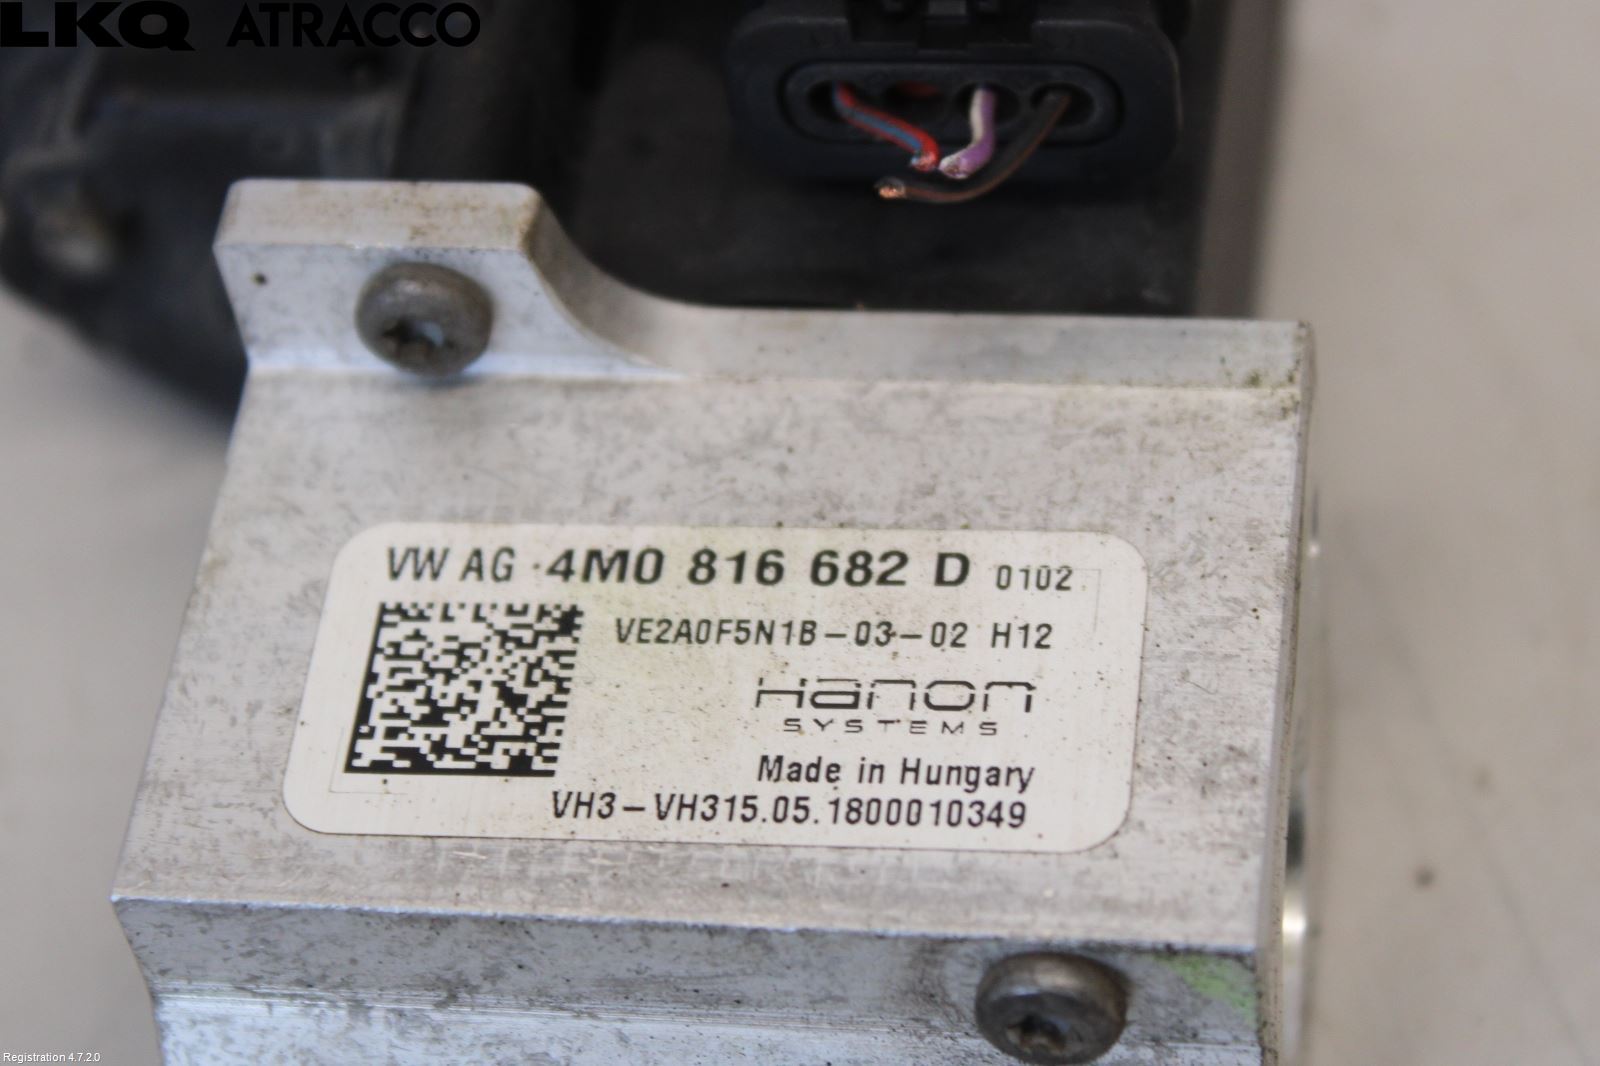 LKQ ATRACCO
VW AG 4M0 816 682 D 0102
VE2A0F5N1B-03-02 H12
Hanon
SYSTEMS
Made in Hungary
VH3-VH315.05.1800010349
Registration 4.7.2.0